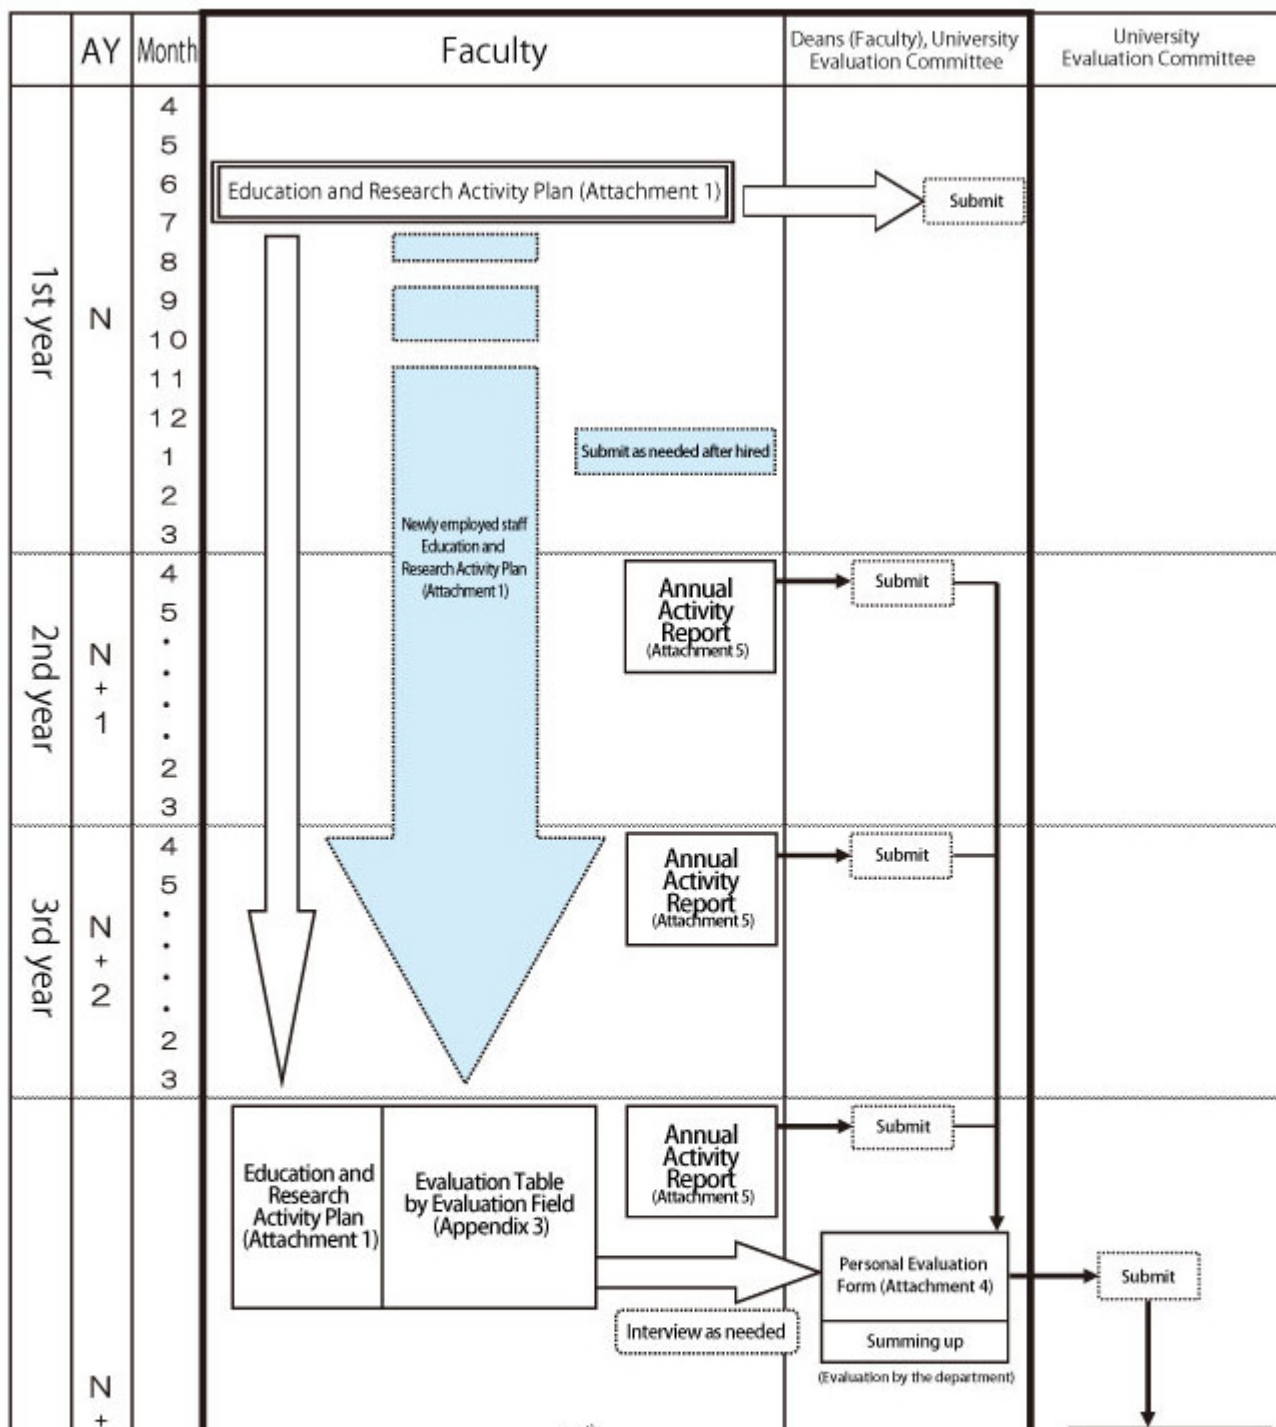 AY
Month
Faculty
Deans (Faculty), University
Evaluation Committee
University
Evaluation Committee
1st year
N
4
5
6
7
8
9
10
11
12
1
2
3
Education and Research Activity Plan (Attachment 1)
Submit
Submit as needed after hired
Newly employed staff
Education and
Research Activity Plan
(Attachment 1)
2nd year
N
+
1
4
5
・
・
・
2
3
Annual
Activity
Report
(Attachment 5)
Submit
3rd year
N
+
2
4
5
・
・
・
・
2
3
Annual
Activity
Report
(Attachment 5)
Submit
Education and
Research
Activity Plan
(Attachment 1)
Evaluation Table
by Evaluation Field
(Appendix 3)
Annual
Activity
Report
(Attachment 5)
Submit
Personal Evaluation
Form (Attachment 4)
Submit
Interview as needed
Summing up
(Evaluation by the department)
N
+